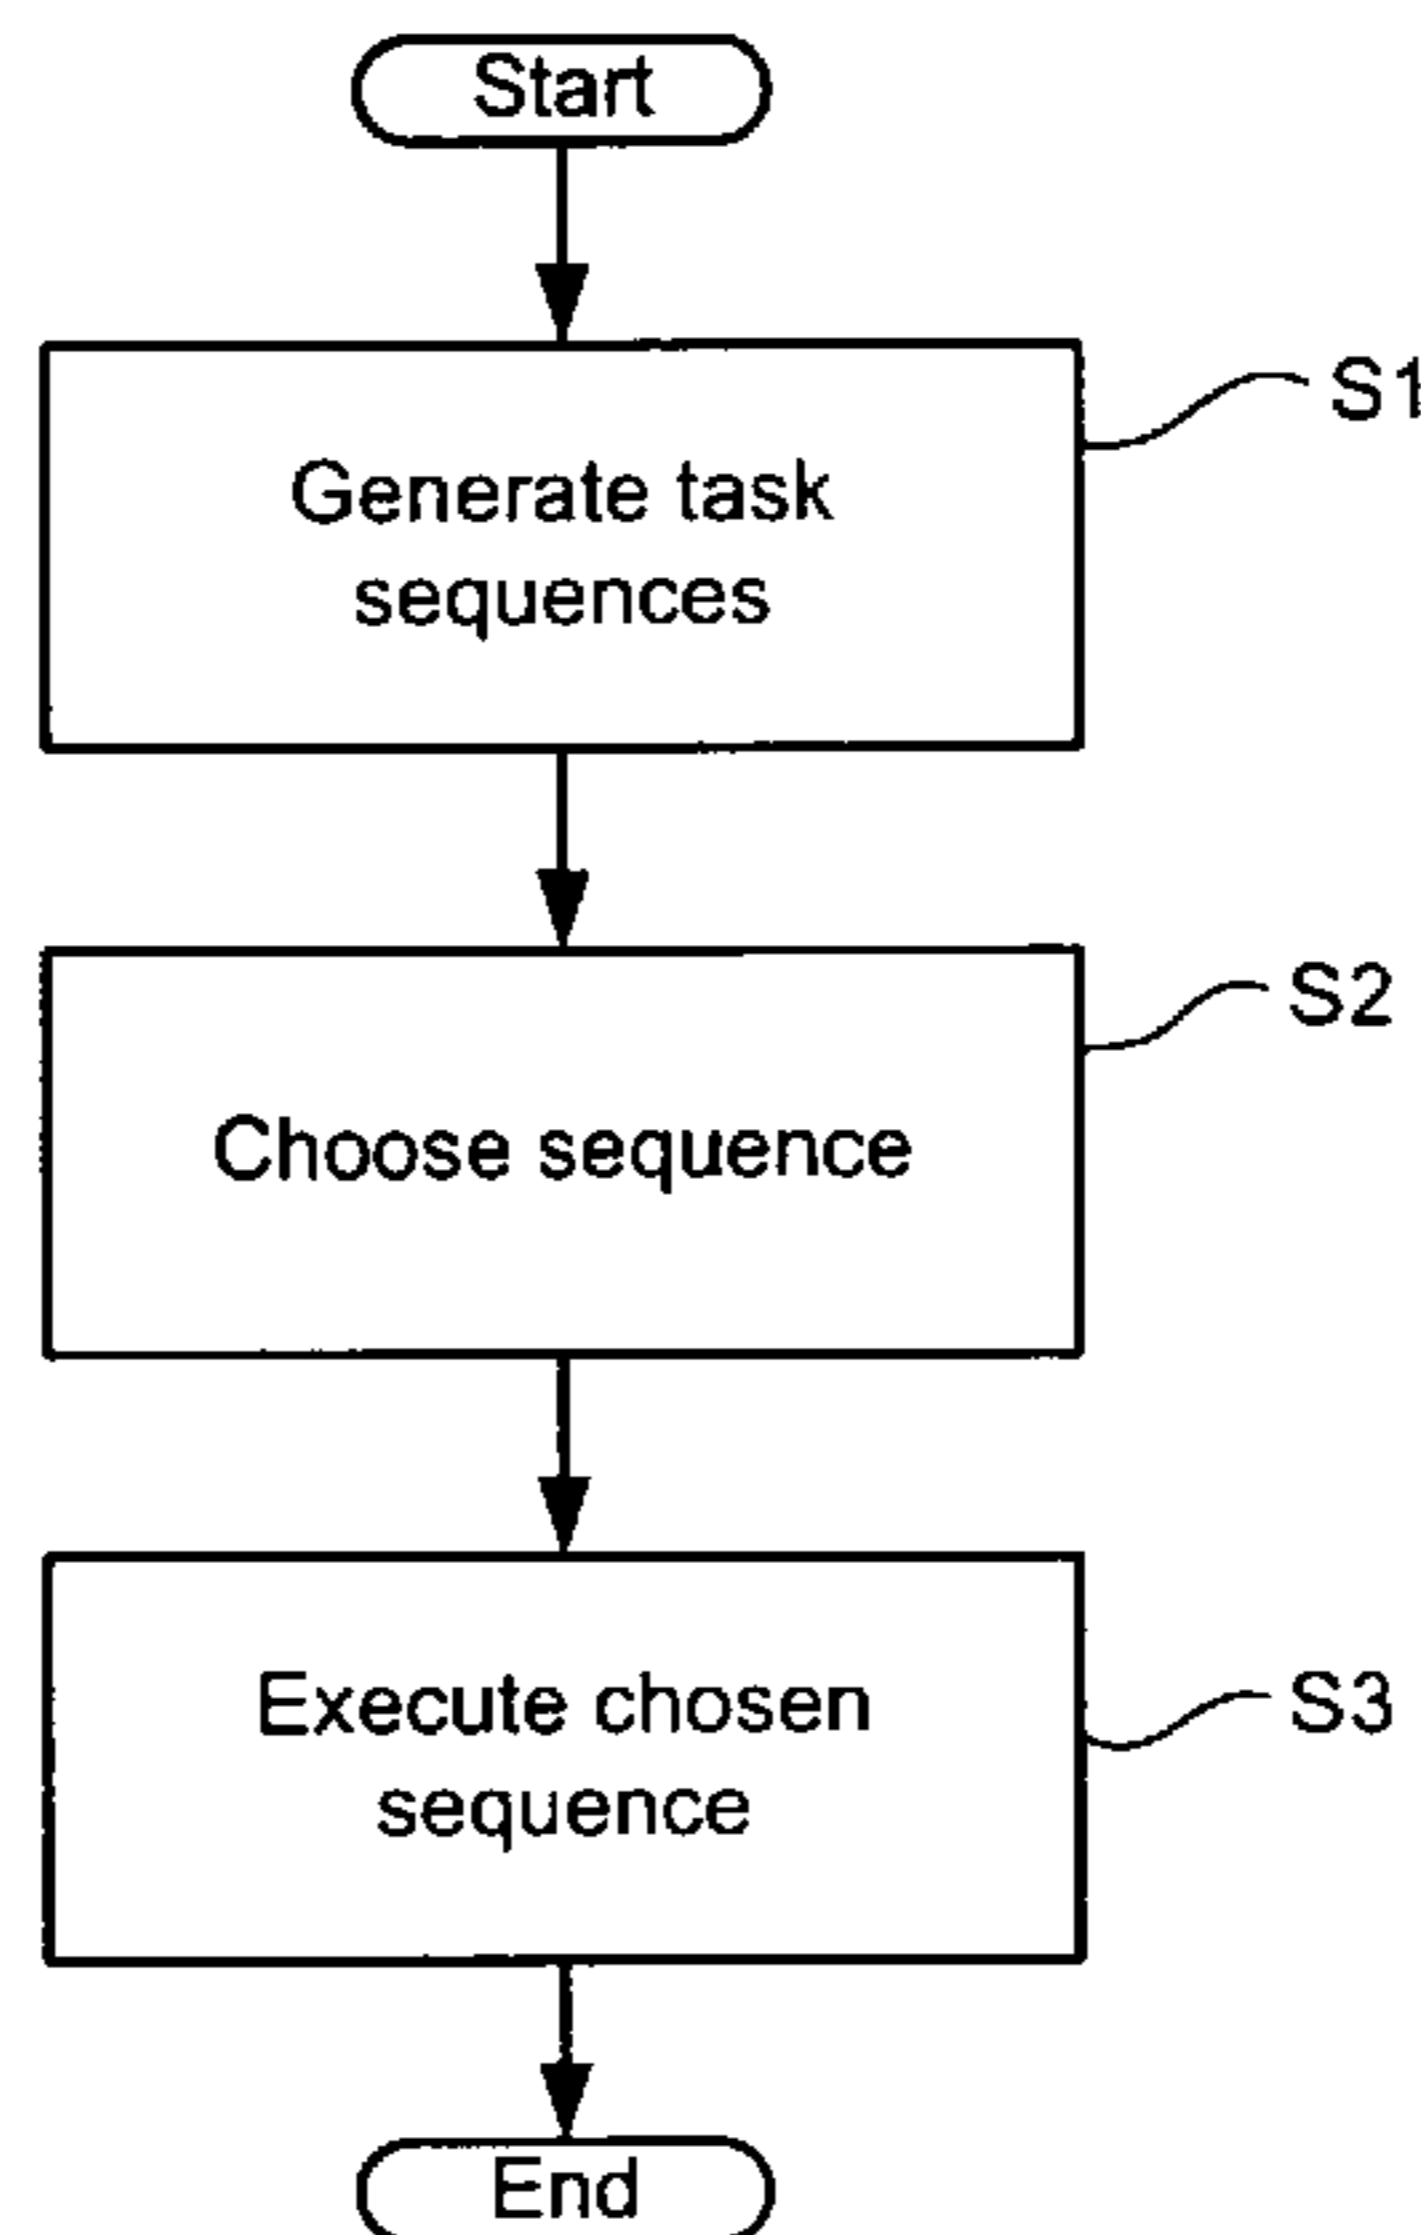 Start
S1
Generate task
sequences
S2
Choose sequence
S3
Execute chosen
sequence
End